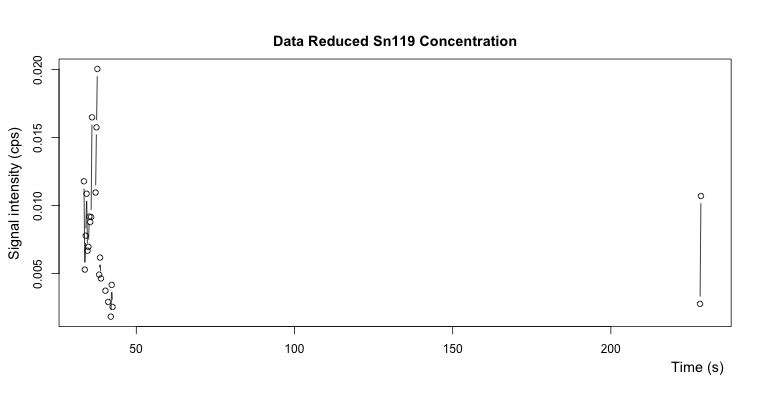 Data Reduced Sn119 Concentration
Signal intensity (cps)
0.020
0.015
0.010
0.005
50 100 150 200
Time (s)